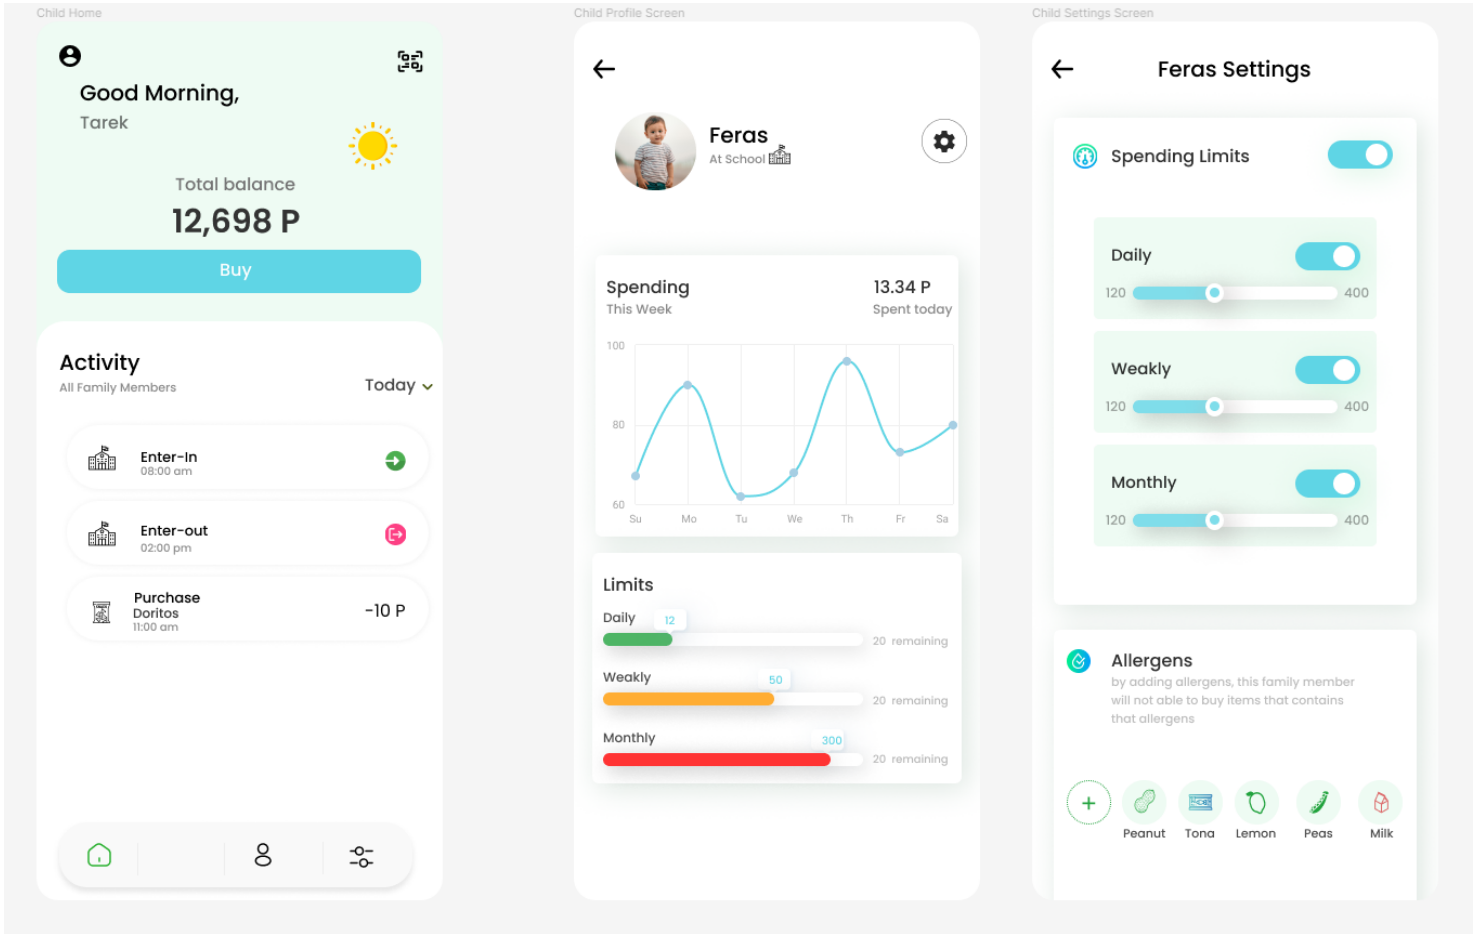 Child Home
Good Morning,
Tarek
Total balance
12,698 P
Buy
Activity
All Family Members
Today
Enter-In
08:00 am
Enter-out
02:00 pm
Purchase
Doritos
11:00 am
-10 P
Child Profile Screen
Feras
At School
Spending
This Week
13.34 P
Spent today
100
80
60
Su Mo Tu We Th Fr Sa
Limits
Daily
12
20 remaining
Weakly
50
20 remaining
Monthly
300
20 remaining
Child Settings Screen
Feras Settings
Spending Limits
Daily
120 400
Weakly
120 400
Monthly
120 400
Allergens
by adding allergens, this family member
will not able to buy items that contains
that allergens
+
Peanut Tona Lemon Peas Milk